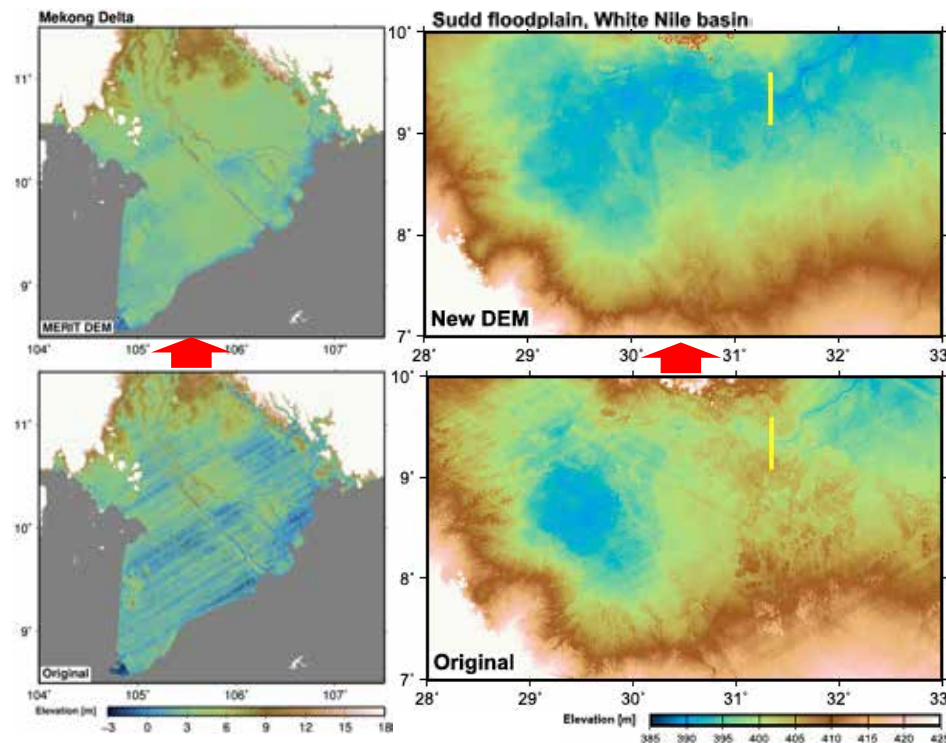 Mekong Delta
11˚
10˚
9˚
MERIT DEM
104˚ 105˚ 106˚ 107˚
Sudd floodplain, White Nile basin
10˚
9˚
8˚
7˚
New DEM
28˚ 29˚ 30˚ 31˚ 32˚ 33˚
11˚
10˚
9˚
Original
104˚ 105˚ 106˚ 107˚
Elevation [m]
-3 0 3 6 9 12 15 18
10˚
9˚
8˚
7˚
Original
28˚ 29˚ 30˚ 31˚ 32˚ 33˚
Elevation [m]
385 390 395 400 405 410 415 420 425